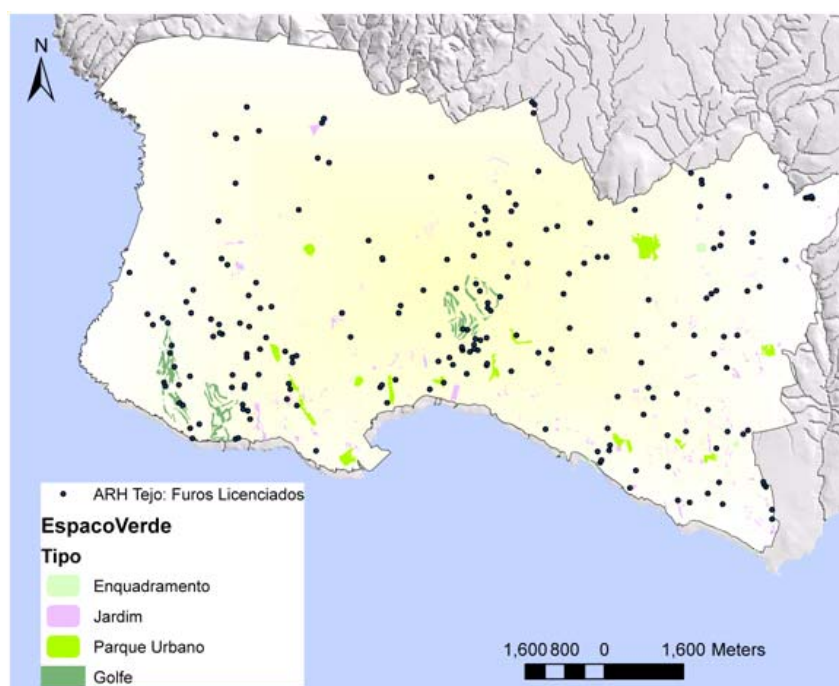 N
ARH Tejo: Furos Licenciados
EspacoVerde
Tipo
Enquadramento
Jardim
Parque Urbano
Golfe
1,600 800 0 1,600 Meters